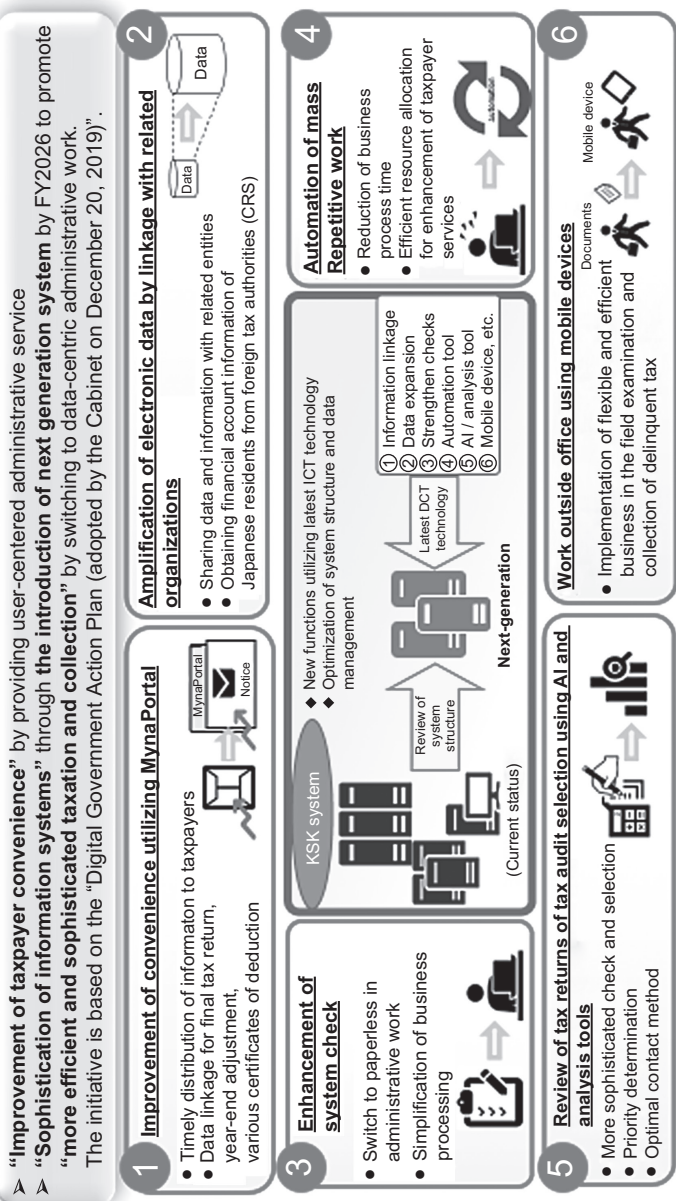 ➢ “Improvement of taxpayer convenience” by providing user-centered administrative service
➢ “Sophistication of information systems” through the introduction of next generation system by FY2026 to promote
“more efficient and sophisticated taxation and collection” by switching to data-centric administrative work.
The initiative is based on the “Digital Government Action Plan (adopted by the Cabinet on December 20, 2019)”.
1
Improvement of convenience utilizing MynaPortal
● Timely distribution of informaton to taxpayers
● Data linkage for final tax return,
year-end adjustment,
various certificates of deduction
MynaPortal
Notice
2
Amplification of electronic data by linkage with related
organizations
● Sharing data and information with related entities
● Obtaining financial account information of
Japanese residents from foreign tax authorities (CRS)
Data
Data
3
Enhancement of
system check
● Switch to paperless in
administrative work
● Simplification of business
processing
KSK system
◆ New functions utilizing latest ICT technology
◆ Optimization of system structure and data
management
(Current status)
Review of
system
structure
Next-generation
Latest DCT
technology
① Information linkage
② Data expansion
③ Strengthen checks
④ Automation tool
⑤ AI / analysis tool
⑥ Mobile device, etc.
4
Automation of mass
Repetitive work
● Reduction of business
process time
● Efficient resource allocation
for enhancement of taxpayer
services
5
Review of tax returns of tax audit selection using AI and
analysis tools
● More sophisticated check and selection
● Priority determination
● Optimal contact method
6
Work outside office using mobile devices
● Implementation of flexible and efficient
business in the field examination and
collection of delinquent tax
Documents
Mobile device